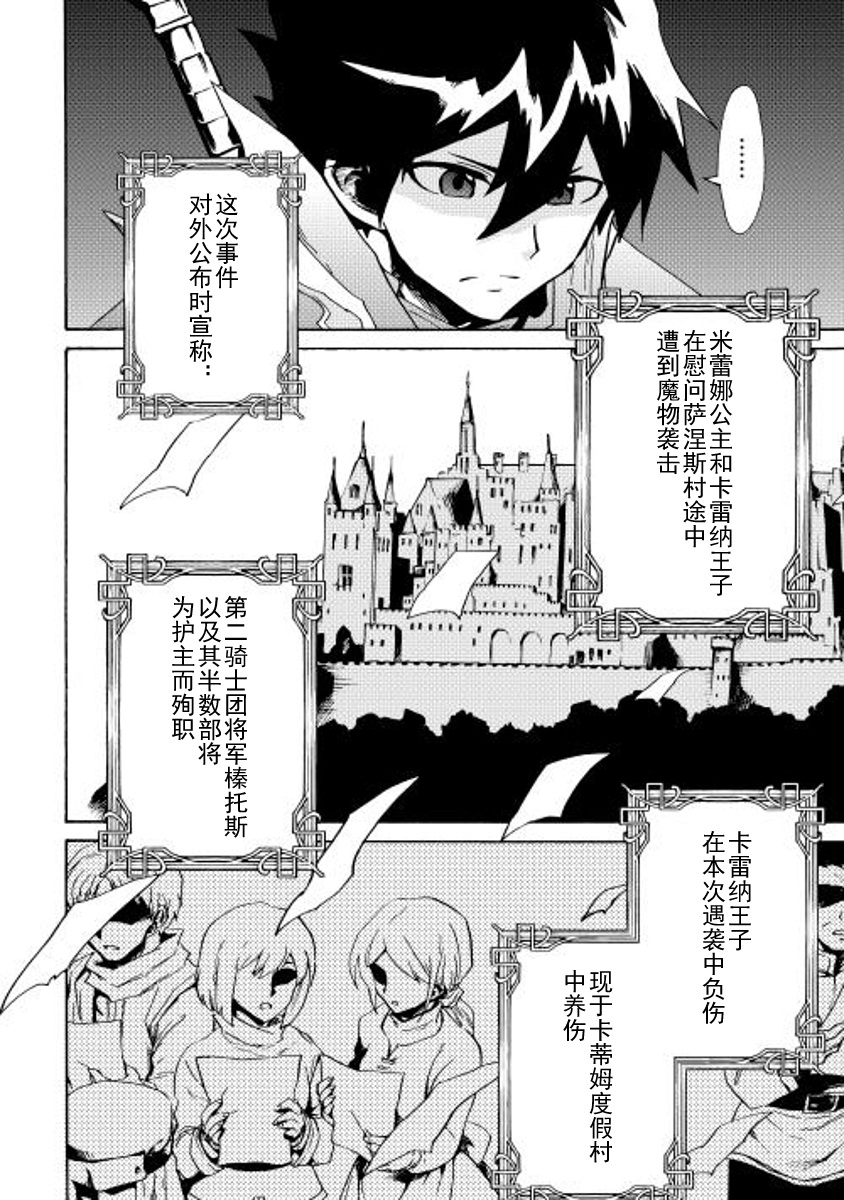 ……
这次事件
对外公布时宣称…
米蕾娜公主和卡雷纳王子
在慰问萨涅斯村途中
遭到魔物袭击
第二骑士团将军榛托斯
以及其半数部将
为护主而殉职
卡雷纳王子
在本次遇袭中负伤
现于卡蒂姆度假村
中养伤